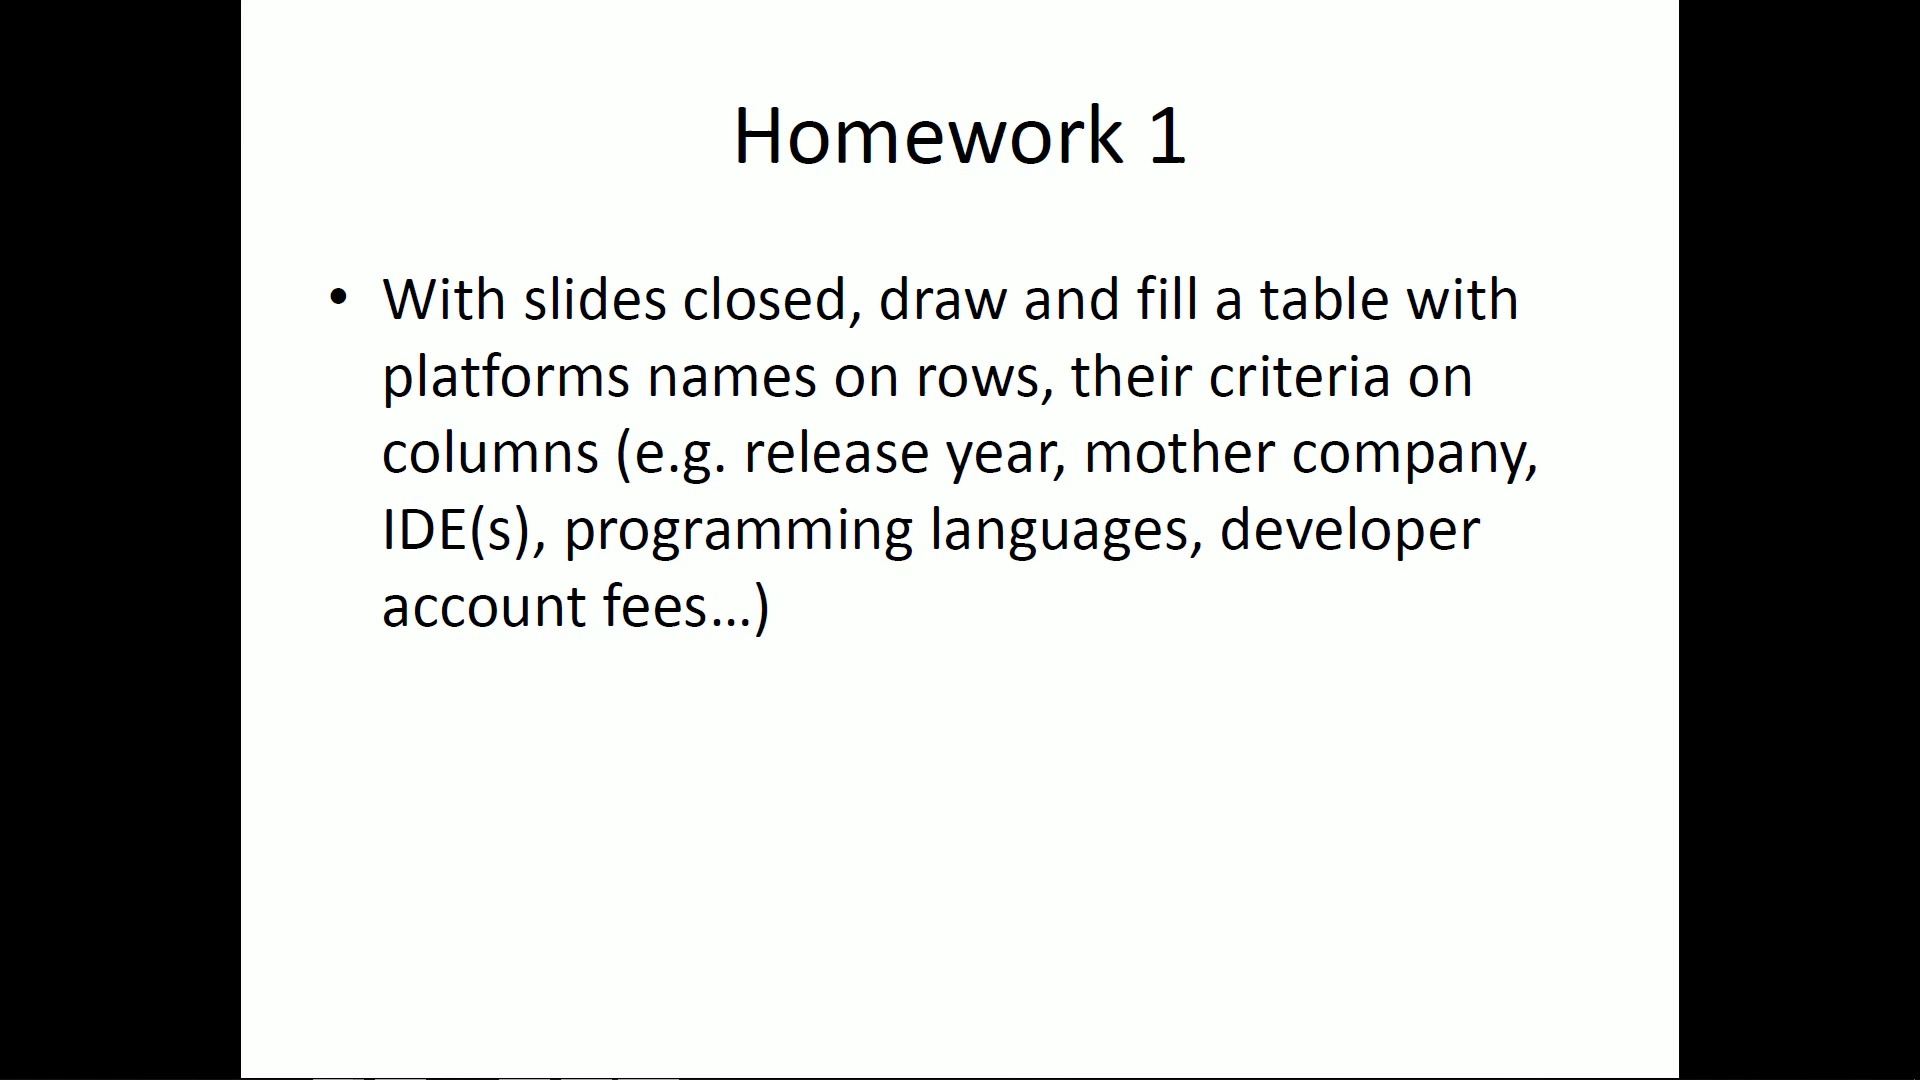 Homework 1
• With slides closed, draw and fill a table with
platforms names on rows, their criteria on
columns (e.g. release year, mother company,
IDE(s), programming languages, developer
account fees…)